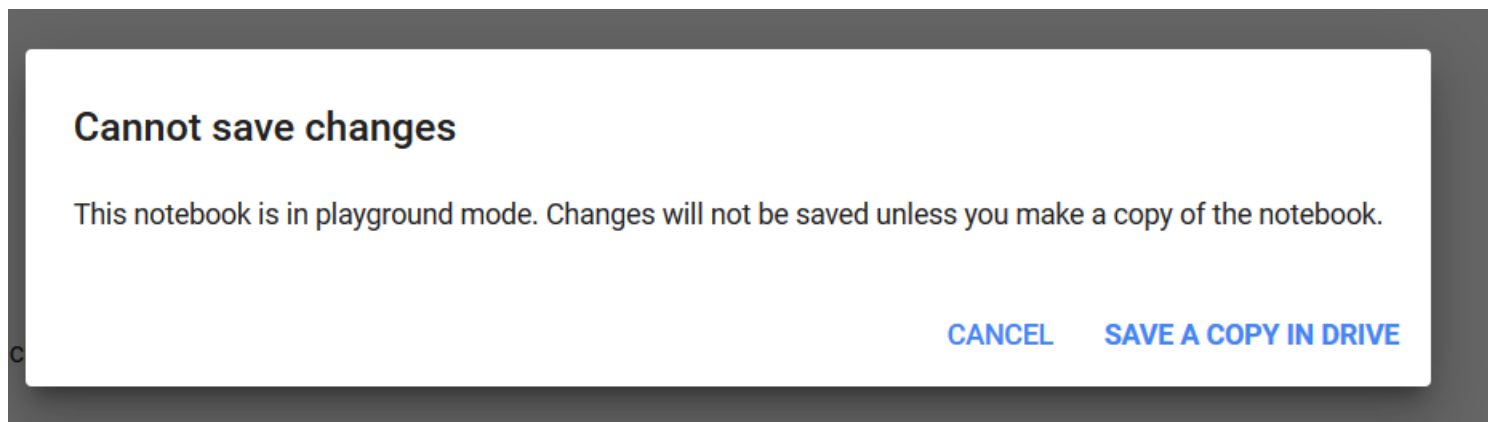 Cannot save changes
This notebook is in playground mode. Changes will not be saved unless you make a copy of the notebook.
c
CANCEL SAVE A COPY IN DRIVE